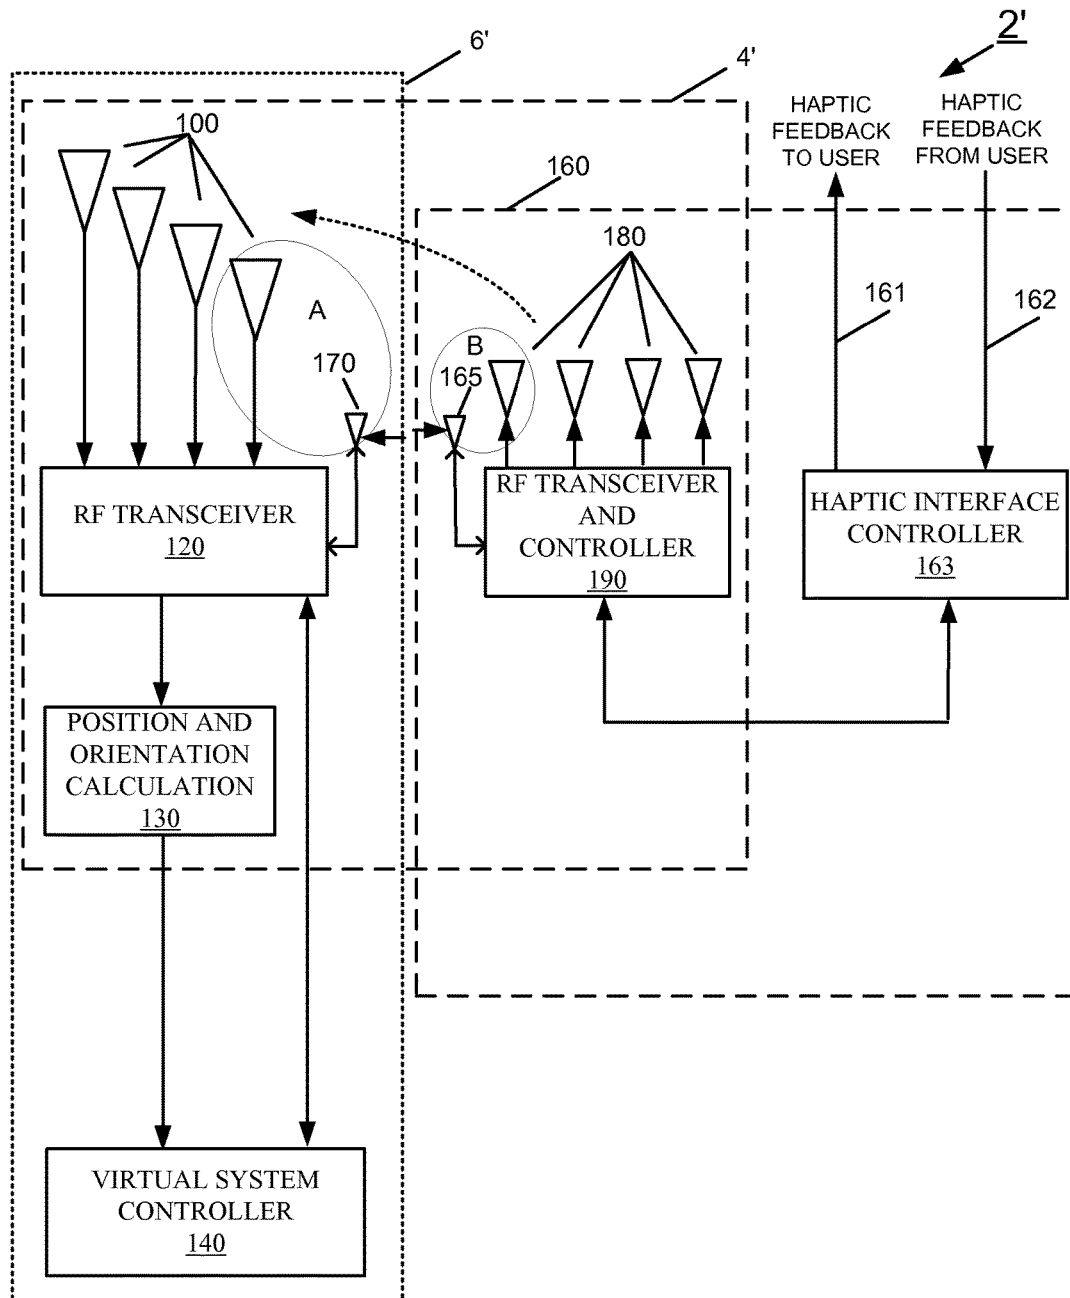 2'
6'
4'
HAPTIC
FEEDBACK
TO USER
HAPTIC
FEEDBACK
FROM USER
100
160
180
161
162
A
170
B
165
RF TRANSCEIVER
120
RF TRANSCEIVER
AND
CONTROLLER
190
HAPTIC INTERFACE
CONTROLLER
163
POSITION AND
ORIENTATION
CALCULATION
130
VIRTUAL SYSTEM
CONTROLLER
140